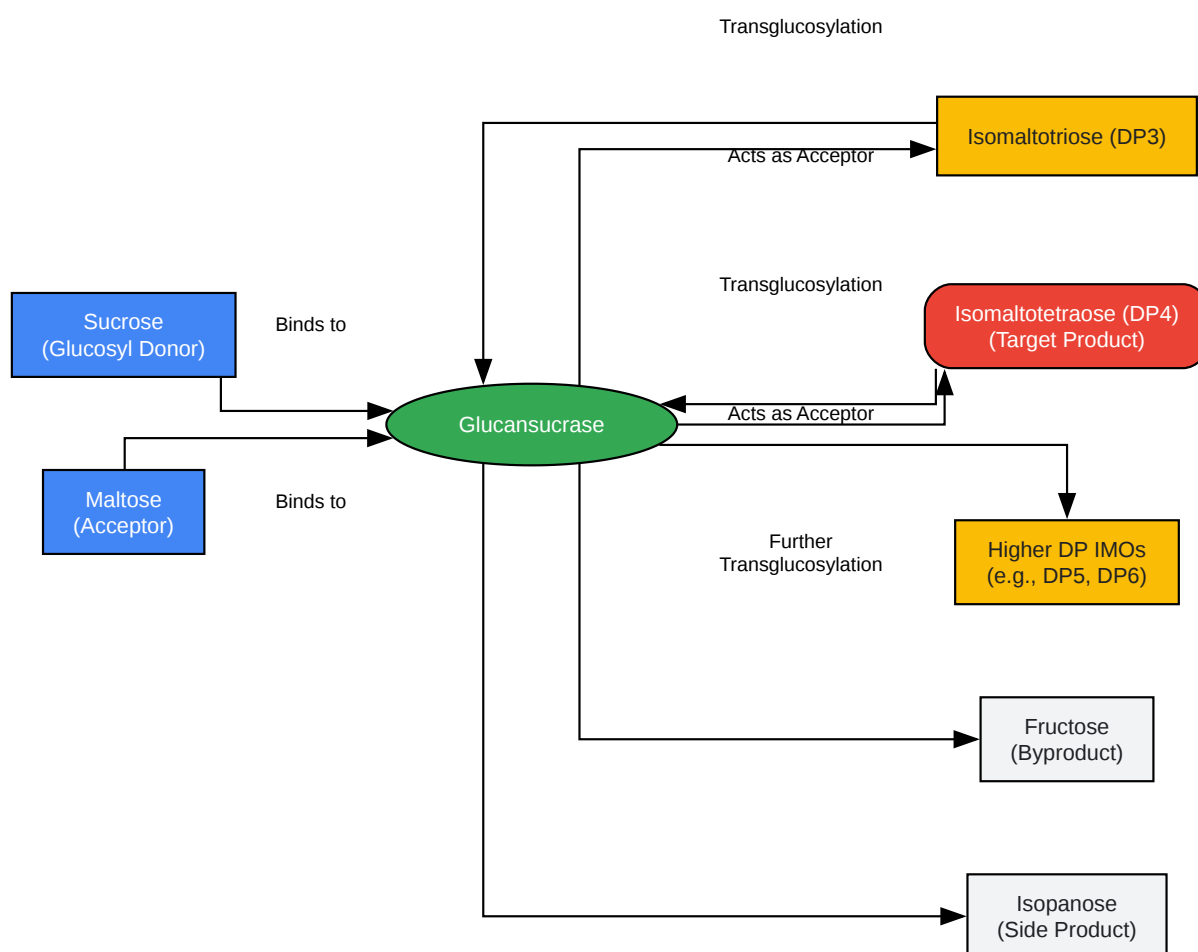 Transglucosylation
Isomaltotriose (DP3)
Acts as Acceptor
Transglucosylation
Isomaltotetraose (DP4)
(Target Product)
Sucrose
(Glucosyl Donor)
Binds to
Acts as Acceptor
Glucansucrase
Maltose
(Acceptor)
Binds to
Further
Transglucosylation
Higher DP IMOs
(e.g., DP5, DP6)
Fructose
(Byproduct)
Isopanose
(Side Product)